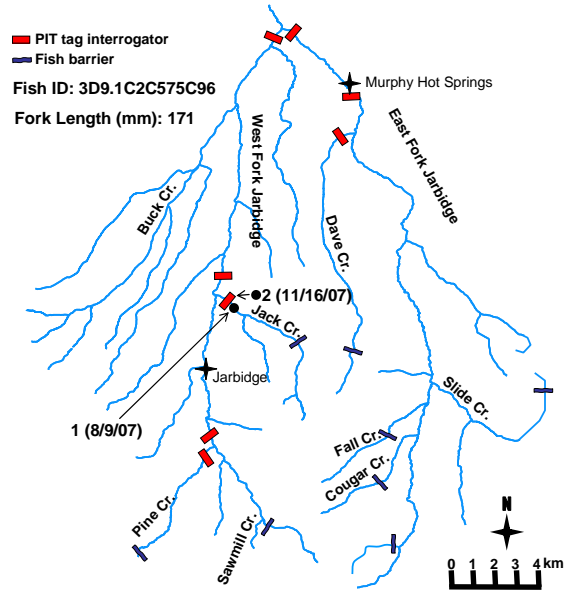 PIT tag interrogator
Fish barrier
Fish ID: 3D9.1C2C575C96
Fork Length (mm): 171
Murphy Hot Springs
West Fork Jarbidge
East Fork Jarbidge
Buck Cr.
Dave Cr.
2 (11/16/07)
Jack Cr.
Jarbidge
1 (8/9/07)
Slide Cr.
Fall Cr.
Cougar Cr.
Pine Cr.
Sawmill Cr.
N
0 1 2 3 4 km